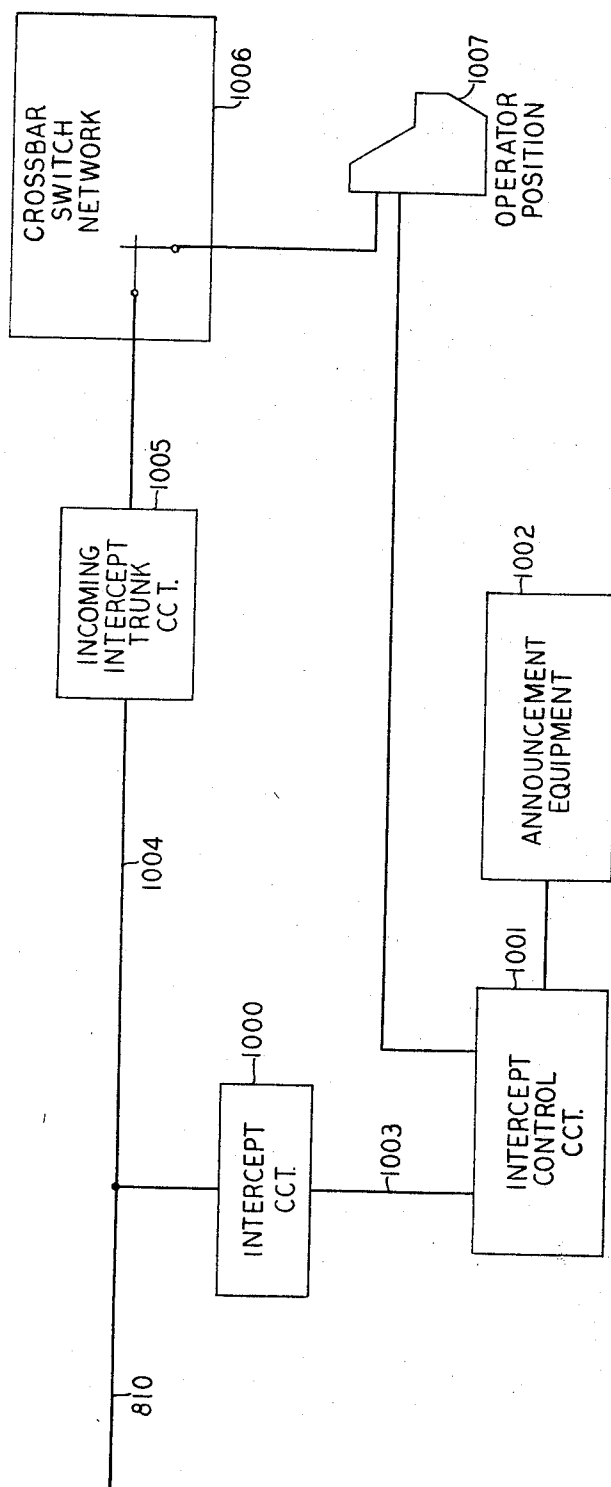 CROSSBAR
SWITCH
NETWORK
1006
INCOMING
INTERCEPT
TRUNK
CCT.
1005
1004
810
INTERCEPT
CCT.
1000
1003
INTERCEPT
CONTROL
CCT.
1001
ANNOUNCEMENT
EQUIPMENT
1002
1007
OPERATOR
POSITION